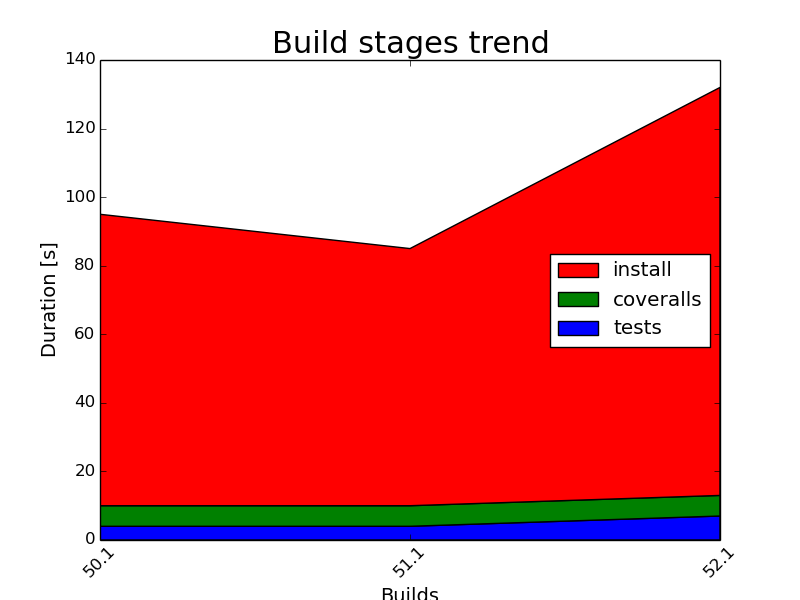 Build stages trend
140
120
100
80
60
40
20
0
Duration [s]
install
coveralls
tests
50.1
51.1
52.1
Builds